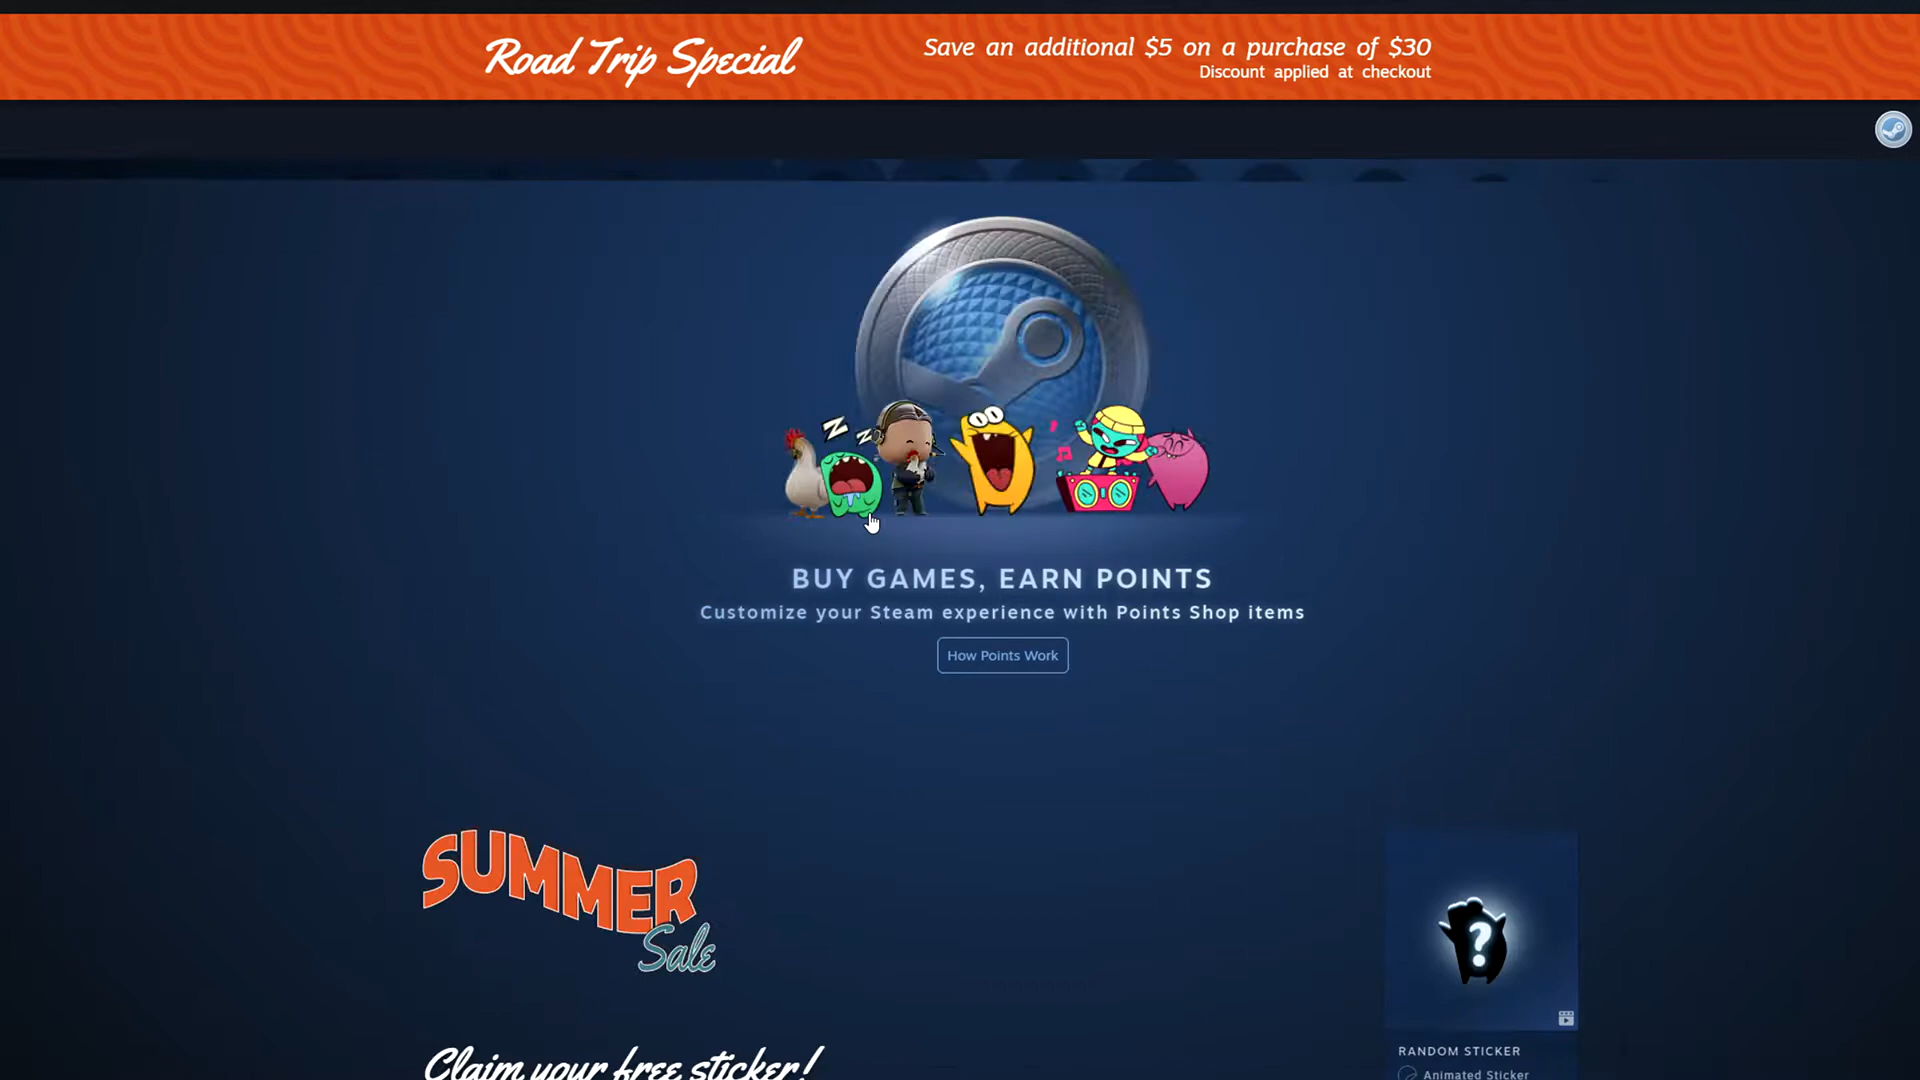 Road Trip Special
Save an additional $5 on a purchase of $30
Discount applied at checkout
Z
Z
BUY GAMES, EARN POINTS
Customize your Steam experience with Points Shop items
How Points Work
SUMMER
Sale
?
Claim your free sticker!
RANDOM STICKER
Animated Sticker